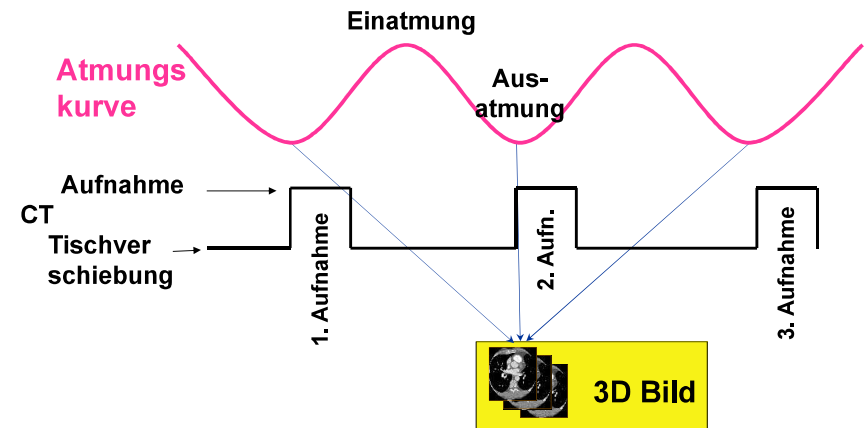 Einatmung
Atmungs
kurve
Aus-
atmung
Aufnahme
CT
Tischver
schiebung
1. Aufnahme
2. Aufn.
3. Aufnahme
3D Bild